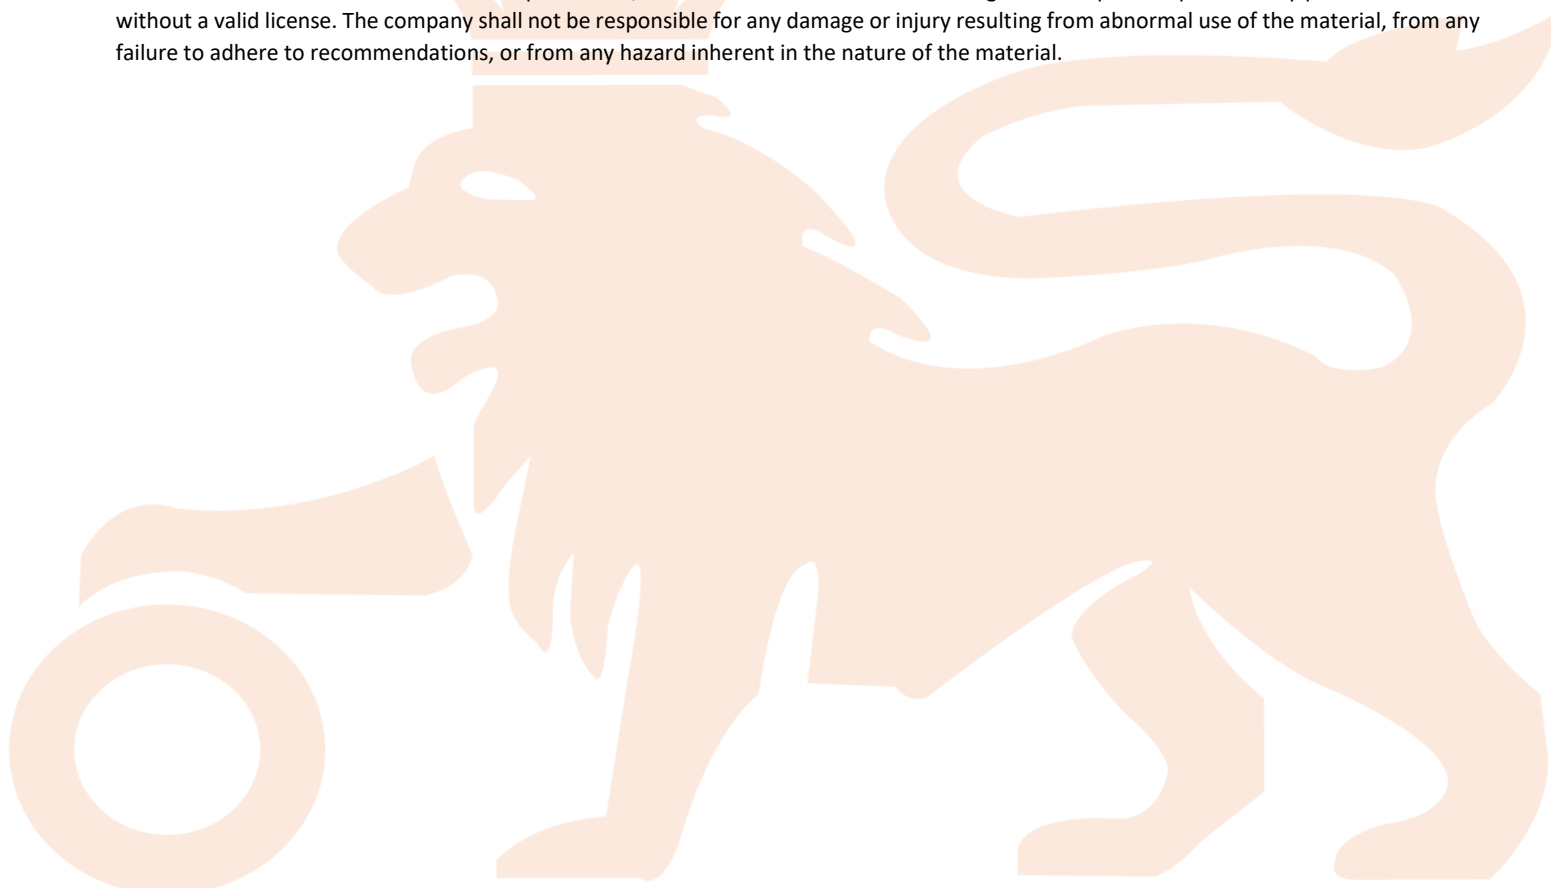 without a valid license. The company shall not be responsible for any damage or injury resulting from abnormal use of the material, from any
failure to adhere to recommendations, or from any hazard inherent in the nature of the material.